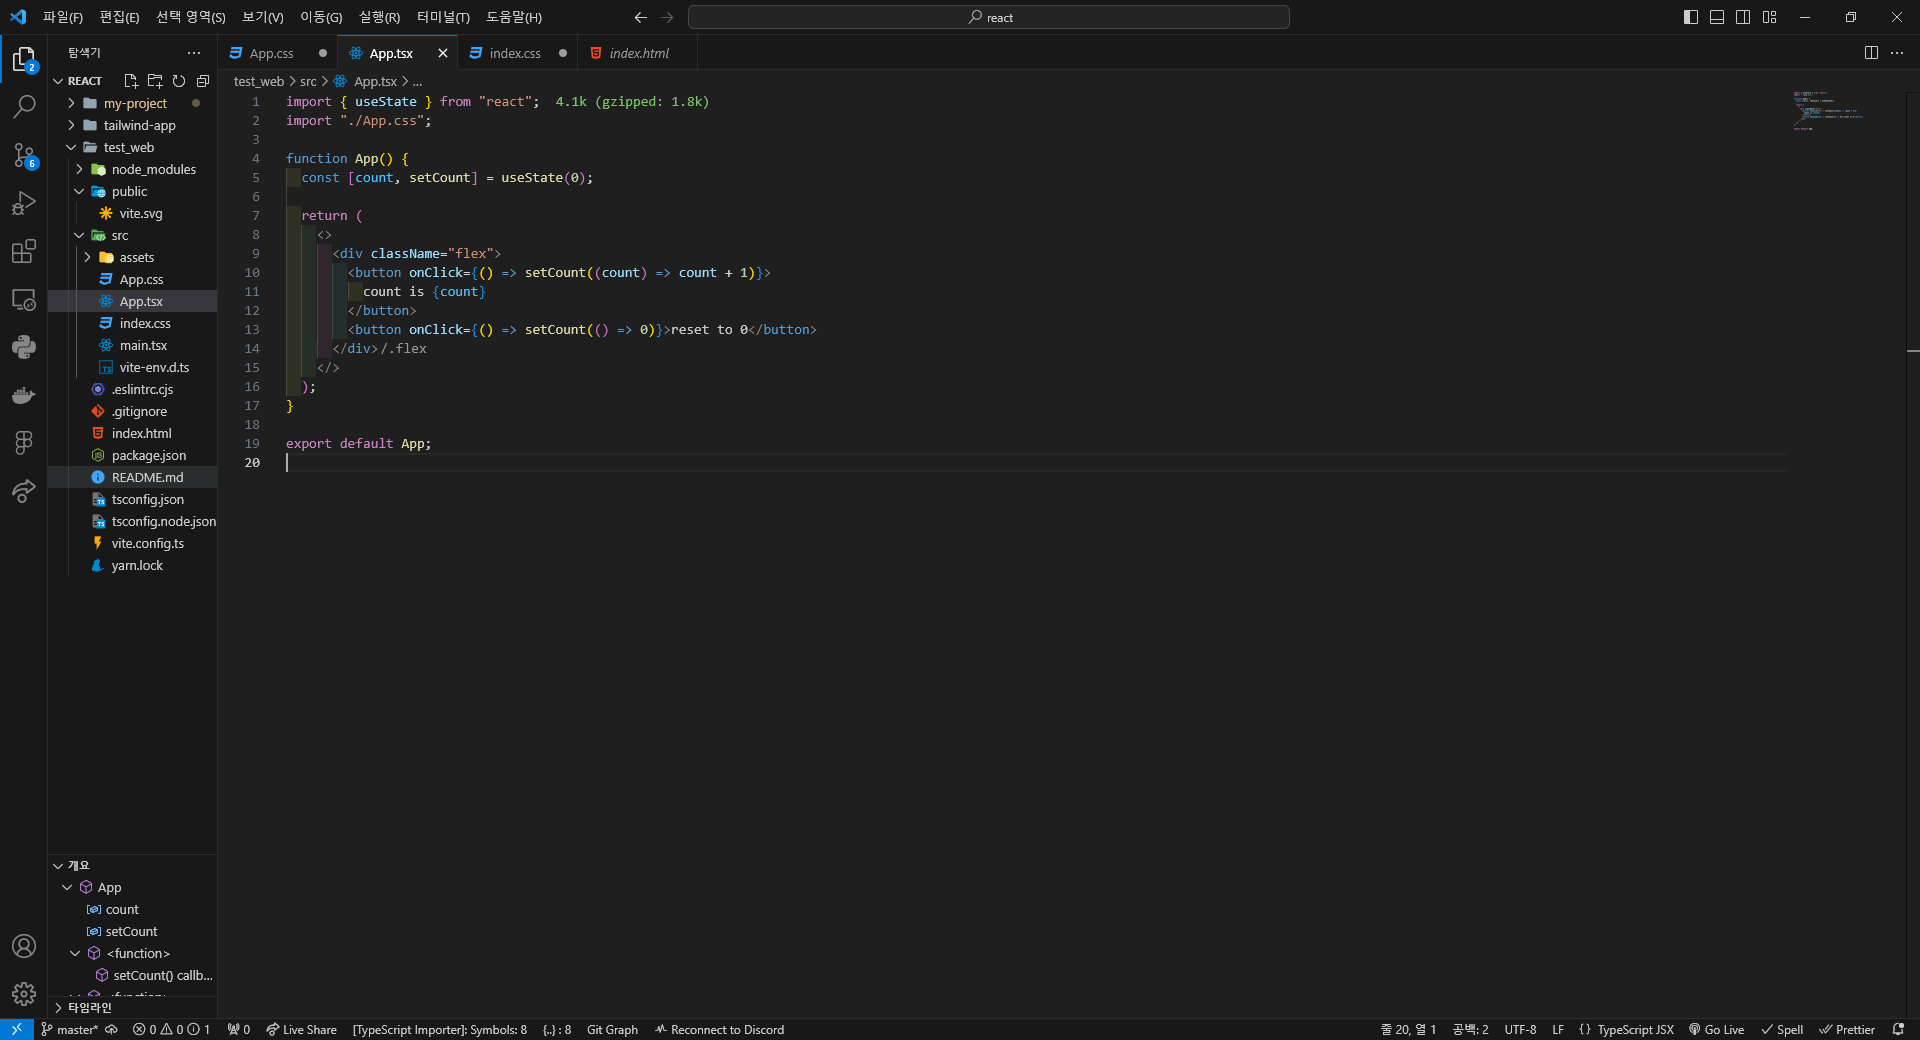 파일(F) 편집(E) 선택 영역(S) 보기(V) 이동(G) 실행(R) 터미널(T) 도움말(H) react
탐색기
REACT
my-project
tailwind-app
test_web
node_modules
public
vite.svg
src
assets
App.css
App.tsx
index.css
main.tsx
vite-env.d.ts
.eslintrc.cjs
.gitignore
index.html
package.json
README.md
tsconfig.json
tsconfig.node.json
vite.config.ts
yarn.lock
개요
App
count
setCount
<function>
setCount() callb...
타임라인
2
6
App.css App.tsx index.css index.html
test_web > src > App.tsx > ...
1 import { useState } from "react"; 4.1k (gzipped: 1.8k)
2 import "./App.css";
3
4 function App() {
5 const [count, setCount] = useState(0);
6
7 return (
8 <>
9 <div className="flex">
10 <button onClick={() => setCount((count) => count + 1)}>
11 count is {count}
12 </button>
13 <button onClick={() => setCount(() => 0)}>reset to 0</button>
14 </div>/.flex
15 </>
16 );
17 }
18
19 export default App;
20
master* 0 0 1 0 Live Share [TypeScript Importer]: Symbols: 8 {..} : 8 Git Graph Reconnect to Discord 줄 20, 열 1 공백: 2 UTF-8 LF {} TypeScript JSX Go Live Spell Prettier